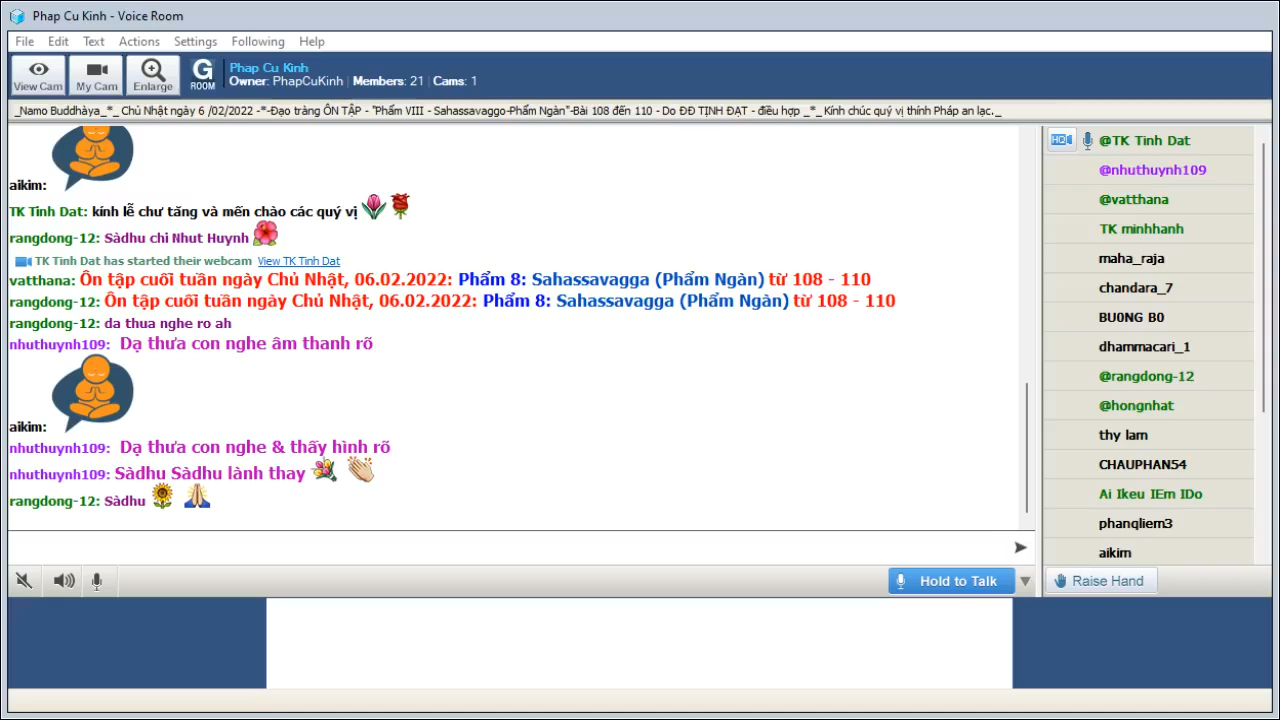 Phap Cu Kinh - Voice Room
File Edit Text Actions Settings Following Help
View Cam My Cam Enlarge G ROOM
Phap Cu Kinh
Owner: PhapCuKinh | Members: 21 | Cams: 1
_Namo Buddhàya_*_ Chủ Nhật ngày 6 /02/2022 -*-Đạo tràng ÔN TẬP - "Phẩm VIII - Sahassavaggo-Phẩm Ngàn"-Bài 108 đến 110 - Do ĐĐ TỊNH ĐẠT - điều hợp _*_ Kính chúc quý vị thính Pháp an lạc._
aikim:
TK Tinh Dat: kính lễ chư tăng và mến chào các quý vị
rangdong-12: Sàdhu chi Nhut Huynh
TK Tinh Dat has started their webcam View TK Tinh Dat
vatthana: Ôn tập cuối tuần ngày Chủ Nhật, 06.02.2022: Phẩm 8: Sahassavagga (Phẩm Ngàn) từ 108 - 110
rangdong-12: Ôn tập cuối tuần ngày Chủ Nhật, 06.02.2022: Phẩm 8: Sahassavagga (Phẩm Ngàn) từ 108 - 110
rangdong-12: da thua nghe ro ah
nhuthuynh109: Dạ thưa con nghe âm thanh rõ
aikim:
nhuthuynh109: Dạ thưa con nghe & thấy hình rõ
nhuthuynh109: Sàdhu Sàdhu lành thay
rangdong-12: Sàdhu
Hold to Talk
HD
@TK Tinh Dat
@nhuthuynh109
@vatthana
TK minhhanh
maha_raja
chandara_7
BU0NG B0
dhammacari_1
@rangdong-12
@hongnhat
thy lam
CHAUPHAN54
Ai Ikeu IEm IDo
phanqliem3
aikim
Raise Hand